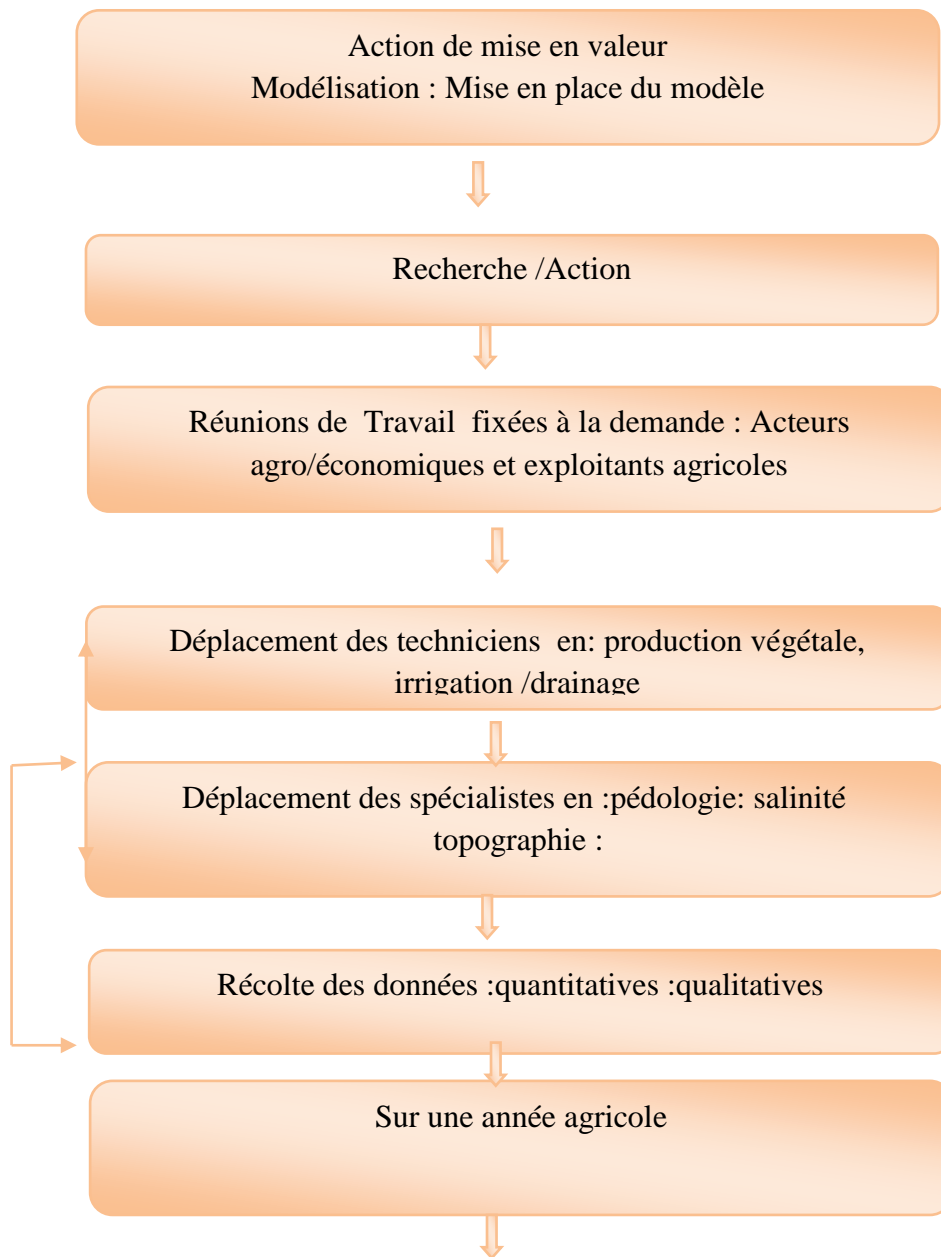 Action de mise en valeur
Modélisation : Mise en place du modèle
Recherche /Action
Réunions de Travail fixées à la demande : Acteurs
agro/économiques et exploitants agricoles
Déplacement des techniciens en: production végétale,
irrigation /drainage
Déplacement des spécialistes en :pédologie: salinité
topographie :
Récolte des données :quantitatives :qualitatives
Sur une année agricole